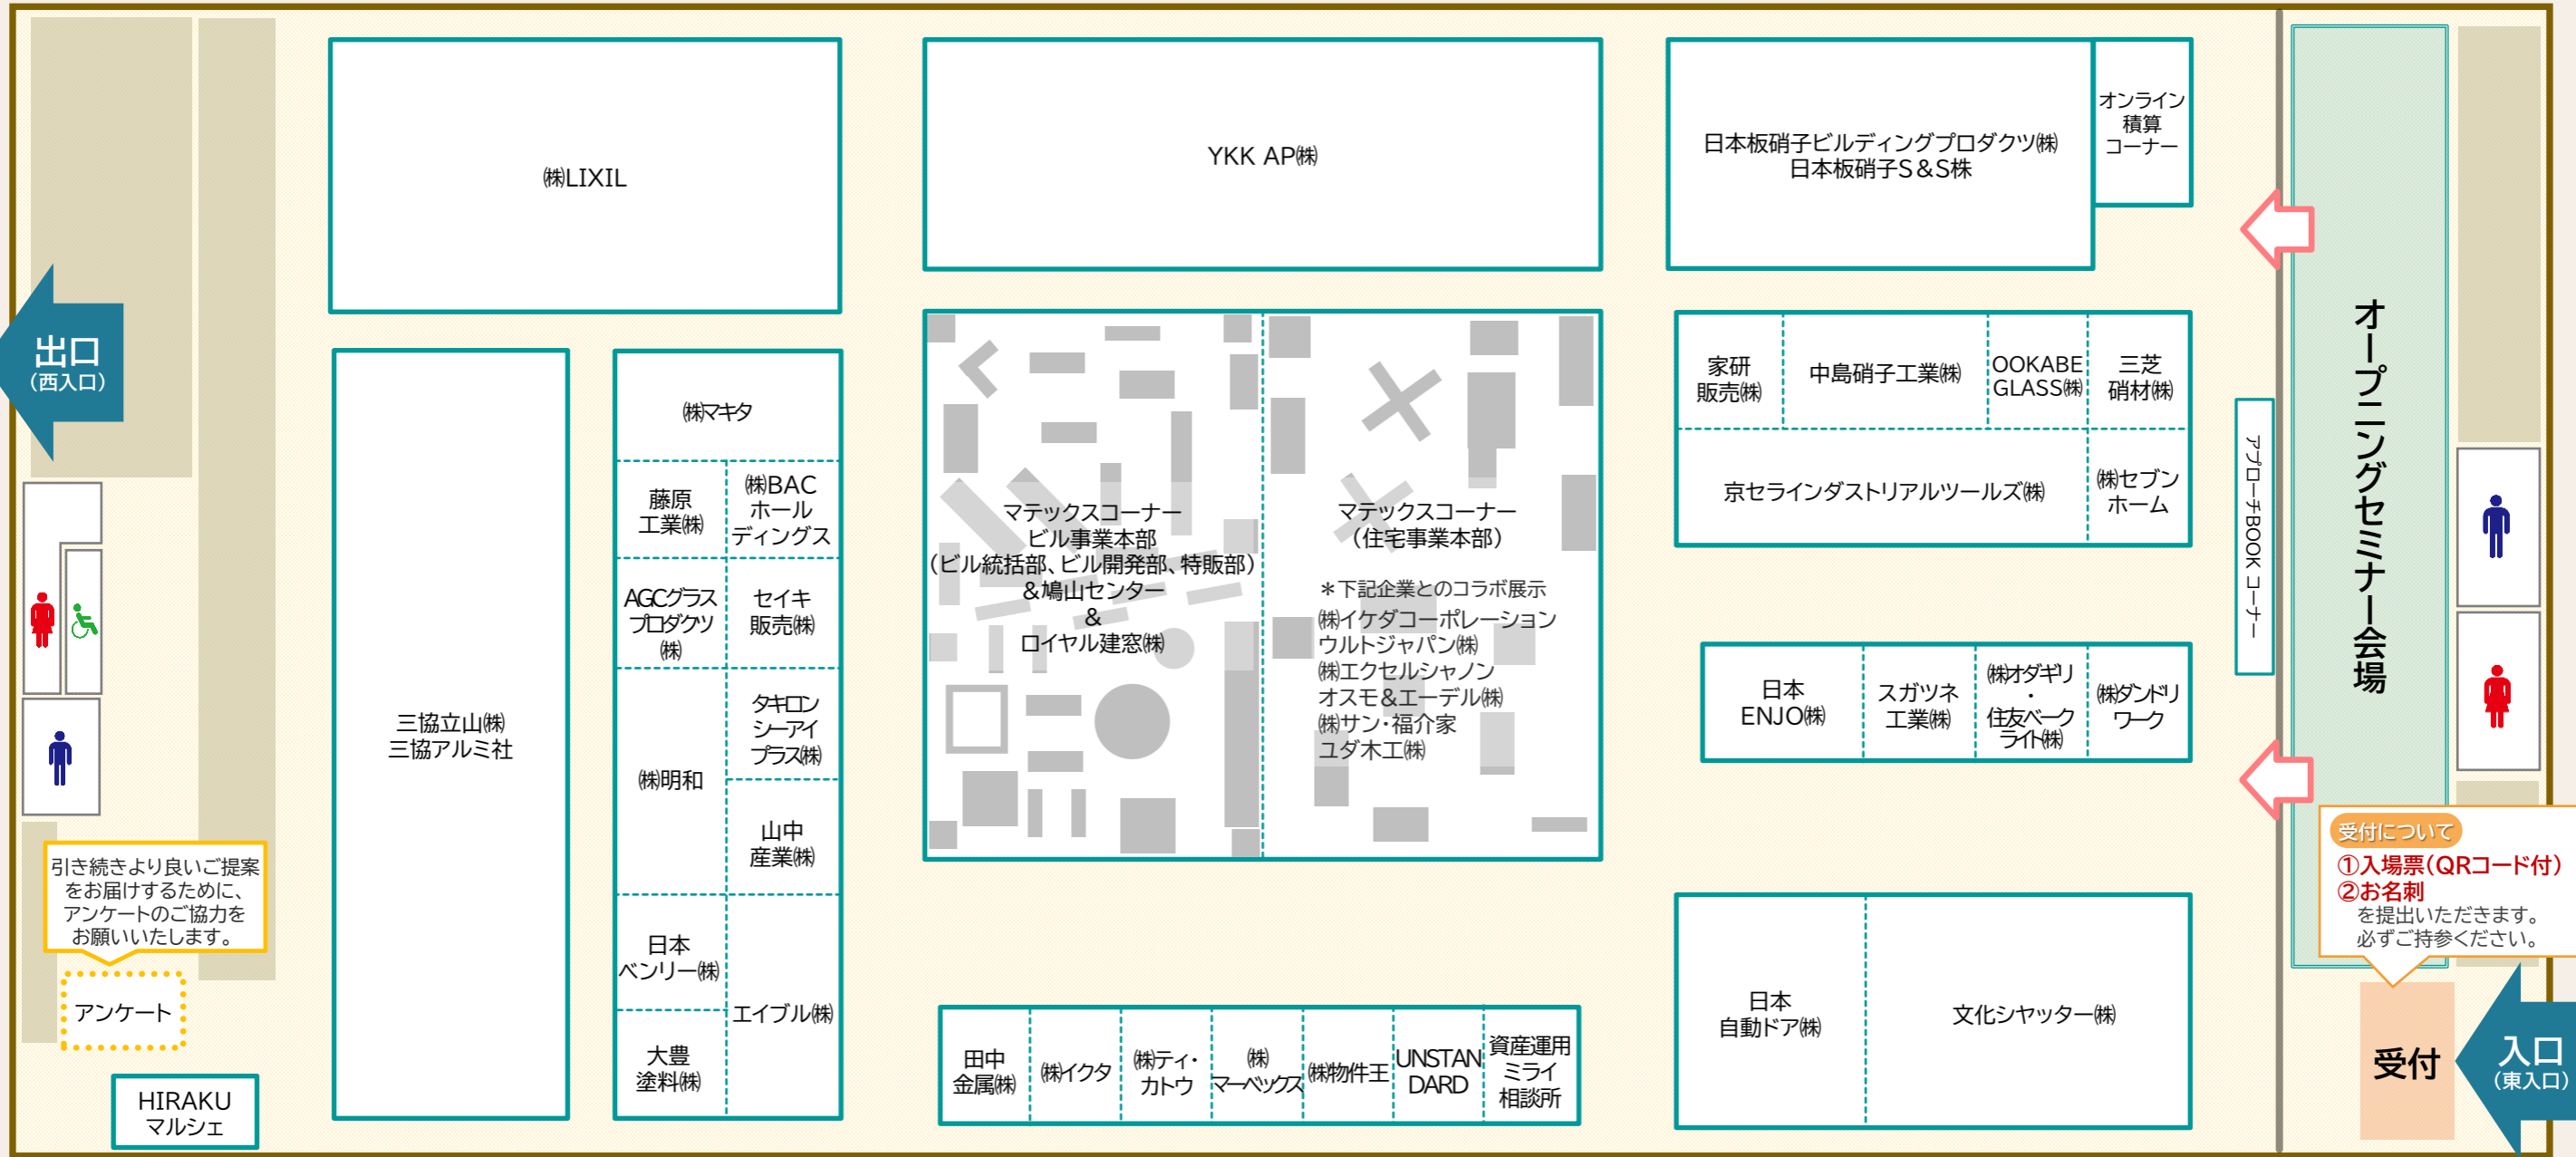 ㈱LIXIL
YKK AP㈱
日本板硝子ビルディングプロダクツ㈱
日本板硝子S&S株
オンライン
積算
コーナー
出口
(西入口)
三協立山㈱
三協アルミ社
㈱マキタ
藤原
工業㈱
㈱BAC
ホール
ディングス
AGCグラス
プロダクツ
㈱
セイキ
販売㈱
㈱明和
タキロン
シーアイ
プラス㈱
山中
産業㈱
日本
ベンリー㈱
エイブル㈱
大豊
塗料㈱
マテックスコーナー
ビル事業本部
(ビル統括部、ビル開発部、特販部)
&鳩山センター
&
ロイヤル建窓㈱
マテックスコーナー
(住宅事業本部)
*下記企業とのコラボ展示
㈱イケダコーポレーション
ウルトジャパン㈱
㈱エクセルシャノン
オスモ&エーデル㈱
㈱サン・福介家
ユダ木工㈱
家研
販売㈱
中島硝子工業㈱
OOKABE
GLASS㈱
三芝
硝材㈱
京セラインダストリアルツールズ㈱
㈱セブン
ホーム
日本
ENJO㈱
スガツネ
工業㈱
㈱オダギリ
・
住友ベーク
ライト㈱
㈱ダンドリ
ワーク
アプローチBOOK コーナー
オープニングセミナー会場
日本
自動ドア㈱
文化シヤッター㈱
田中
金属㈱
㈱イクタ
㈱ティ・
カトウ
㈱
マーベックス
㈱物件王
UNSTAN
DARD
資産運用
ミライ
相談所
引き続きより良いご提案
をお届けするために、
アンケートのご協力を
お願いいたします。
アンケート
HIRAKU
マルシェ
受付について
①入場票(QRコード付)
②お名刺
を提出いただきます。
必ずご持参ください。
受付
入口
(東入口)